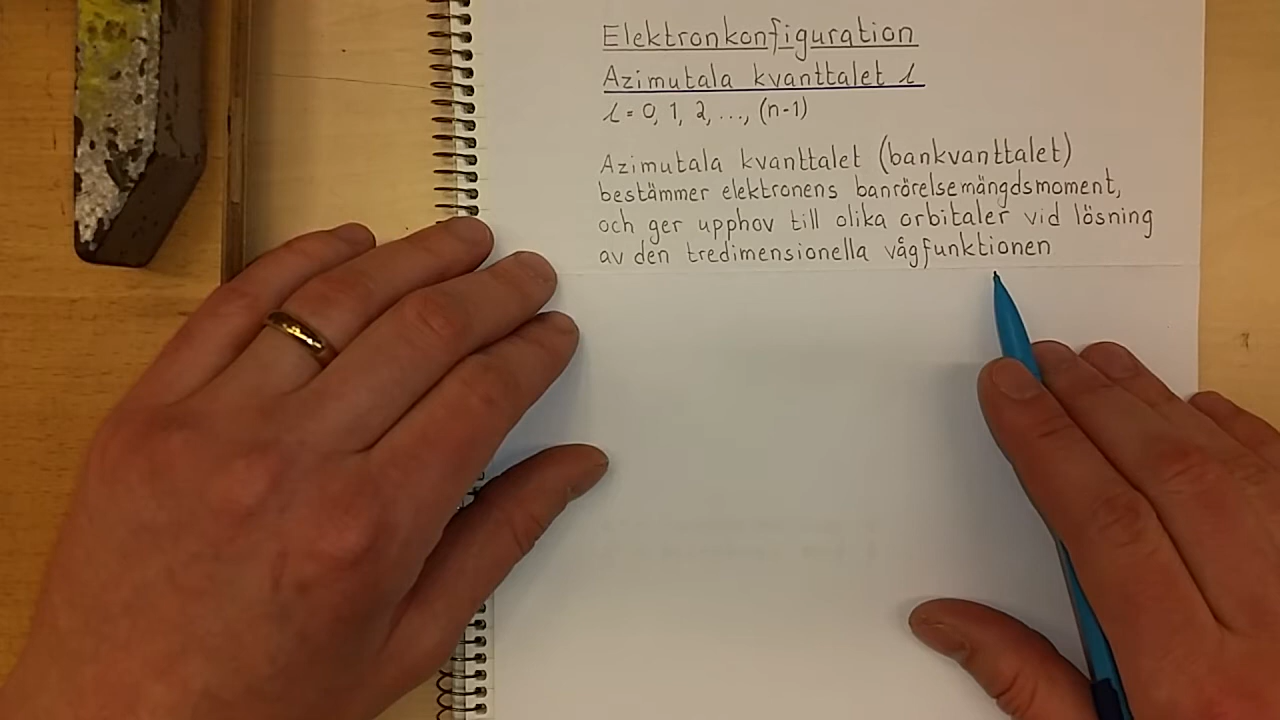 Elektronkonfiguration
Azimutala kvanttalet l
l = 0, 1, 2, ..., (n-1)
Azimutala kvanttalet (bankvanttalet)
bestämmer elektronens banrörelsemängdsmoment,
och ger upphov till olika orbitaler vid lösning
av den tredimensionella vågfunktionen